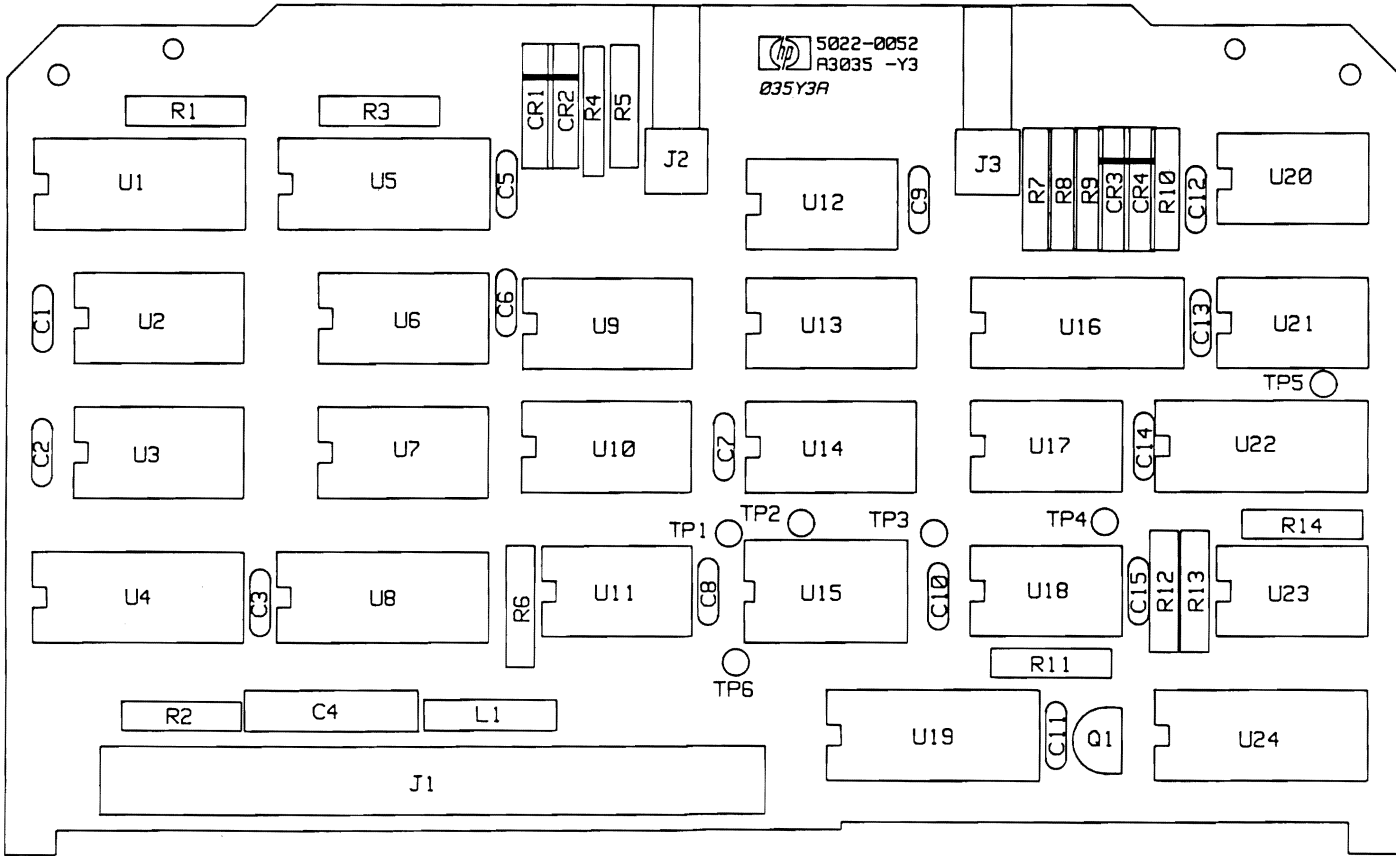 hp 5022-0052
A3035 -Y3
035Y3A
R1 R3 CR1 CR2 R4 R5
U1 U5 C5 J2 U12 C9 J3 R7 R8 R9 CR3 CR4 R10 C12 U20
C1 U2 U6 C6 U9 U13 U16 C13 U21
TP5
C2 U3 U7 U10 C7 U14 U17 C14 U22
TP1 TP2 TP3 TP4 R14
U4 C3 U8 R6 U11 C8 U15 C10 U18 C15 R12 R13 U23
TP6 R11
R2 C4 L1 U19 C11 Q1 U24
J1